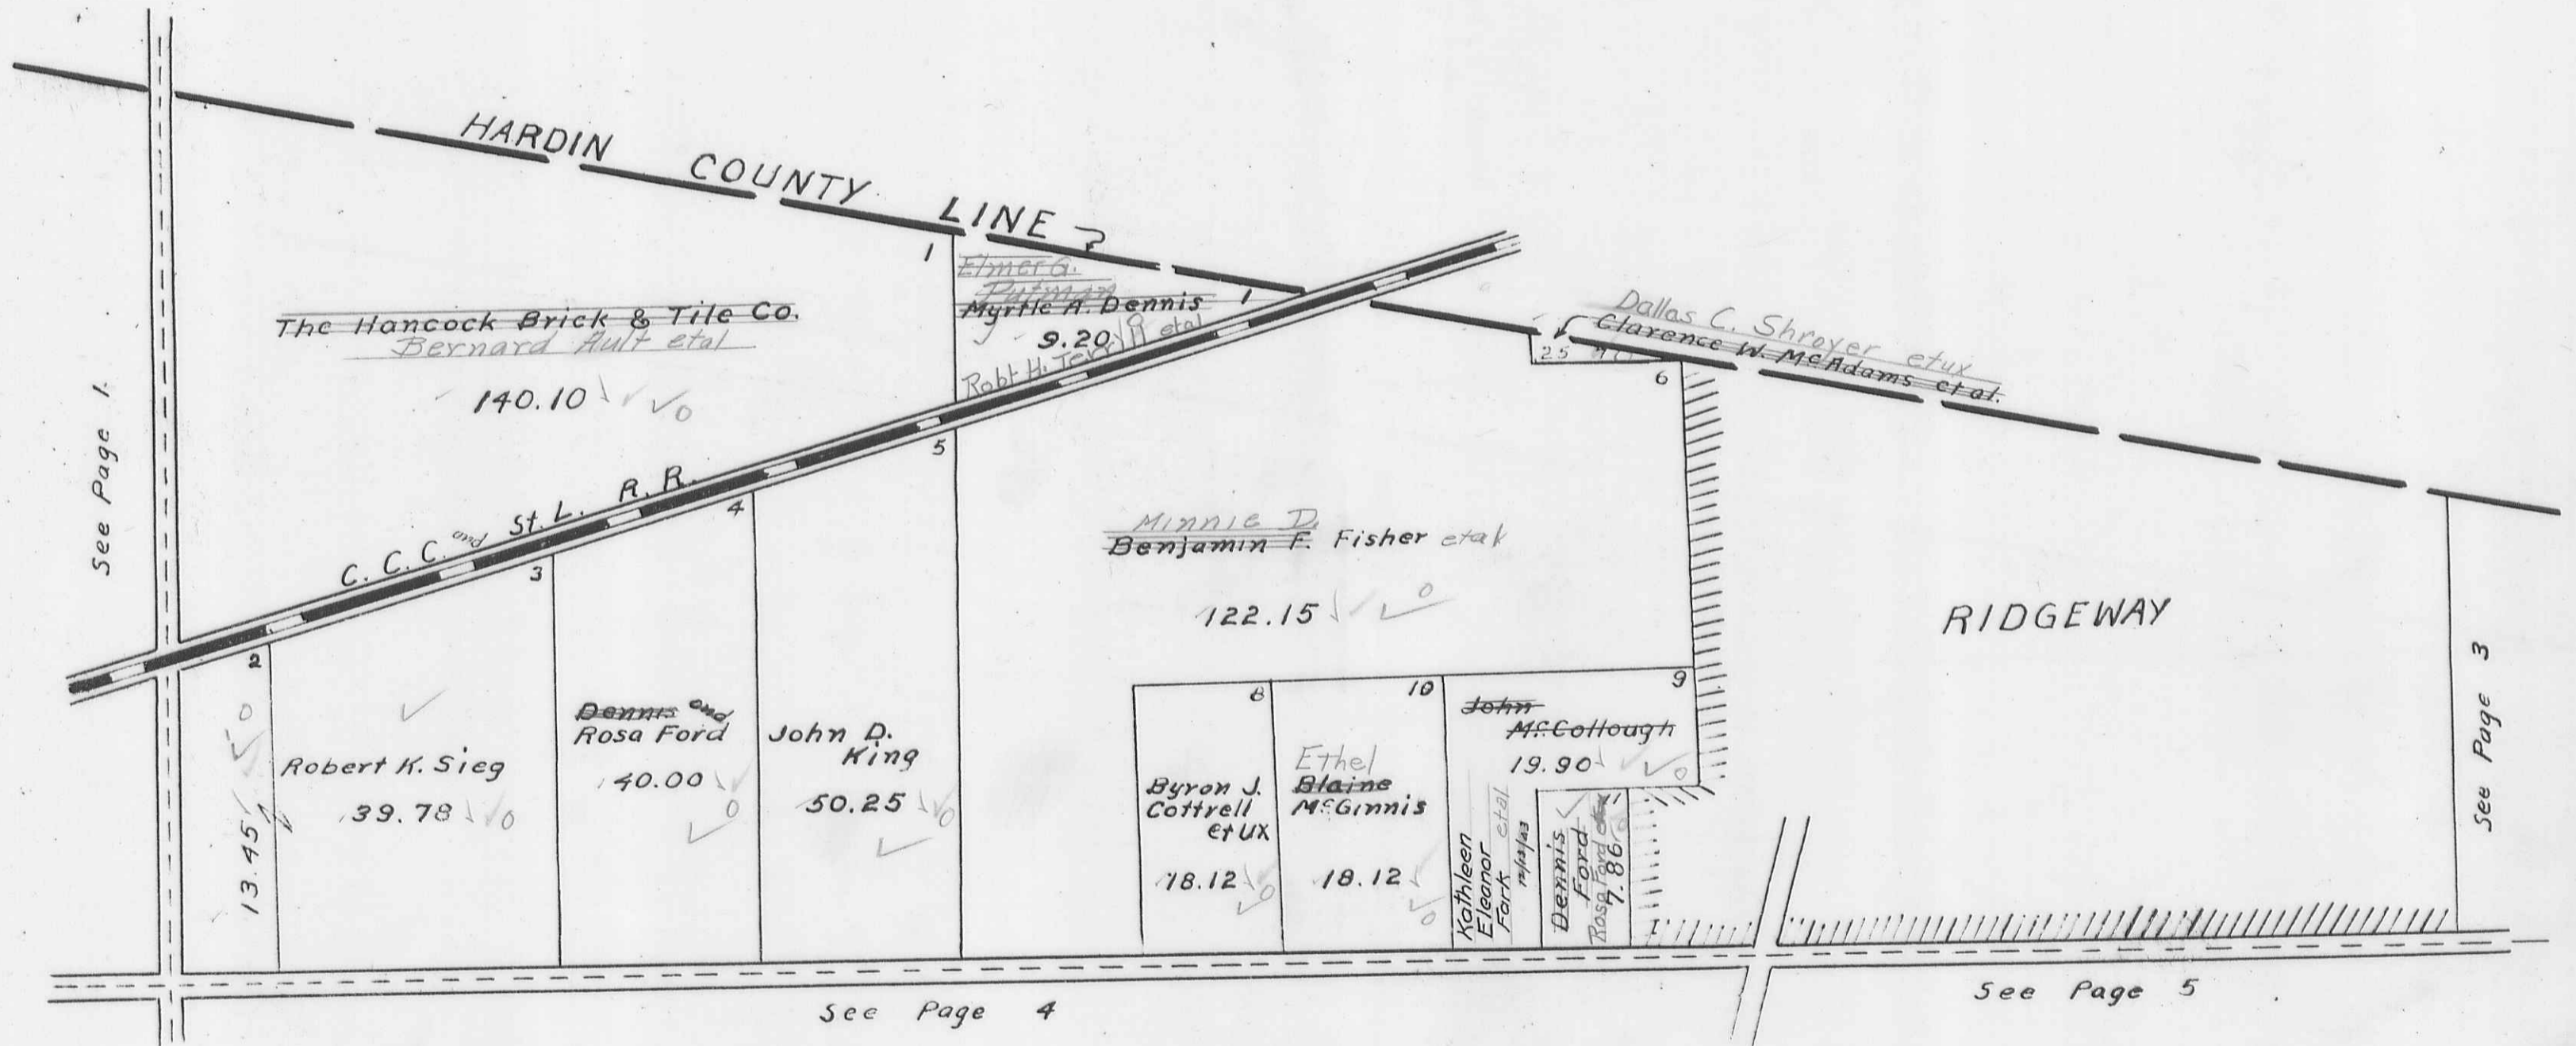 HARDIN COUNTY LINE
See Page 1.
1
The Hancock Brick & Tile Co.
Bernard Ault etal
140.10
Elmer G.
Putman
Myrtle A. Dennis
9.20
1
Robt H. Terrill etal
Dallas C. Shroyer etux
Clarence W. McAdams et al.
25
6
C. C. C. and St. L. R. R.
2
13.45
3
Robert K. Sieg
39.78
4
Dennis and
Rosa Ford
40.00
5
John D.
King
50.25
Minnie D.
Benjamin F. Fisher etal
122.15
8
Byron J.
Cottrell
et ux
18.12
10
Ethel
Blaine
McGinnis
18.12
9
John
McCollough
19.90
Kathleen
Eleanor
Fark etal
12/13/43
Dennis
Ford
Rosa Ford
7.86
RIDGEWAY
See Page 3
See Page 4
See Page 5